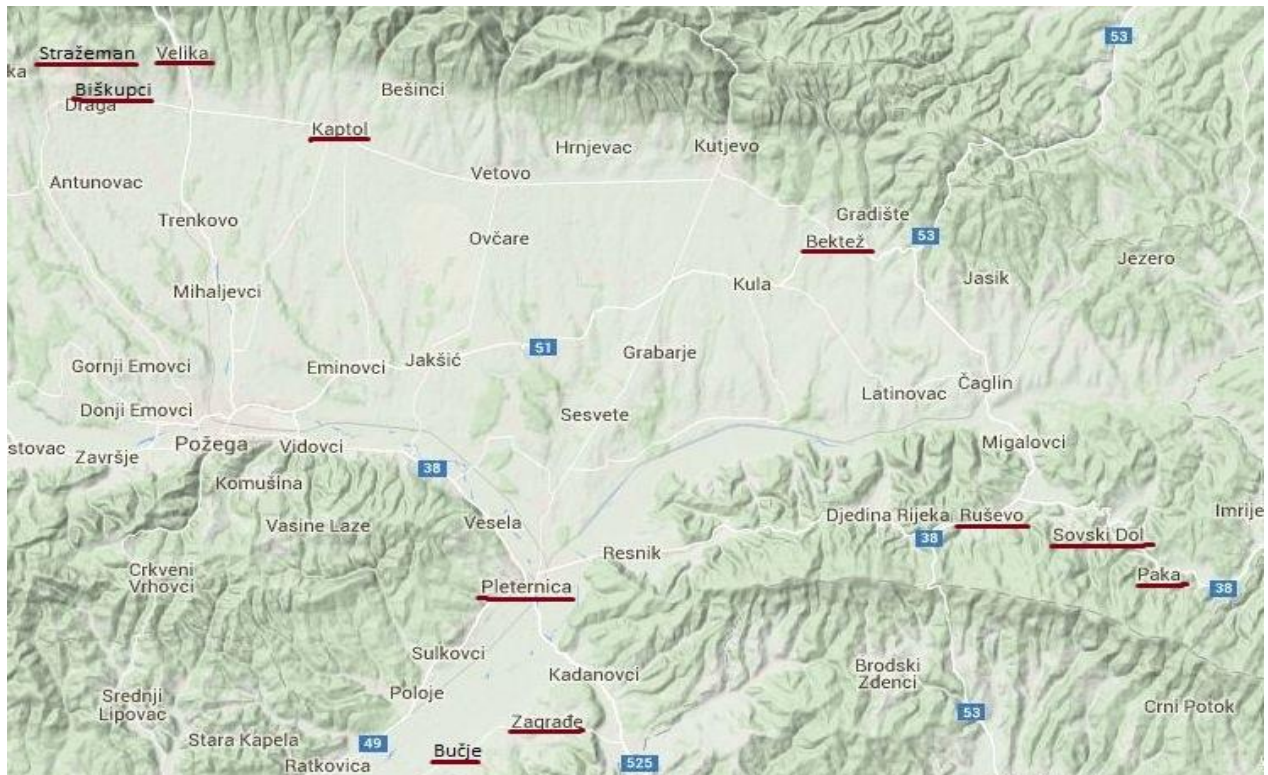 53
Stražeman
Velika
ka
Biškupci
Draga
Bešinci
Kaptol
Hrnjevac
Kutjevo
Vetovo
Antunovac
Trenkovo
Gradište
Ovčare
Bektež
53
Jezero
Jasik
Kula
Mihaljevci
51
Grabarje
Jakšić
Eminovci
Gornji Emovci
Čaglin
Latinovac
Donji Emovci
Sesvete
Požega
Vidovci
Migalovci
stovac
Završje
38
Komušina
Vasine Laze
Vesela
Djedina Rijeka
Ruševo
Imrije
38
Sovski Dol
Resnik
Crkveni
Vrhovci
Paka
Pleternica
38
Sulkovci
Kadanovci
Brodski
Zdenci
Srednji
Lipovac
Poloje
Crni Potok
53
Zagrađe
Stara Kapela
49
Bučje
Ratkovica
525